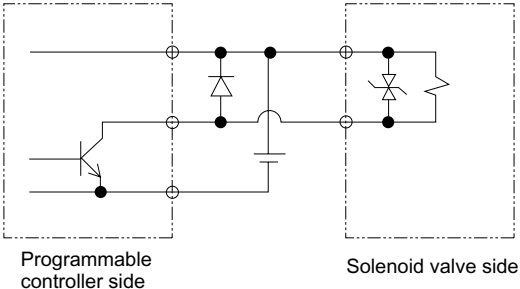 Programmable
controller side
Solenoid valve side